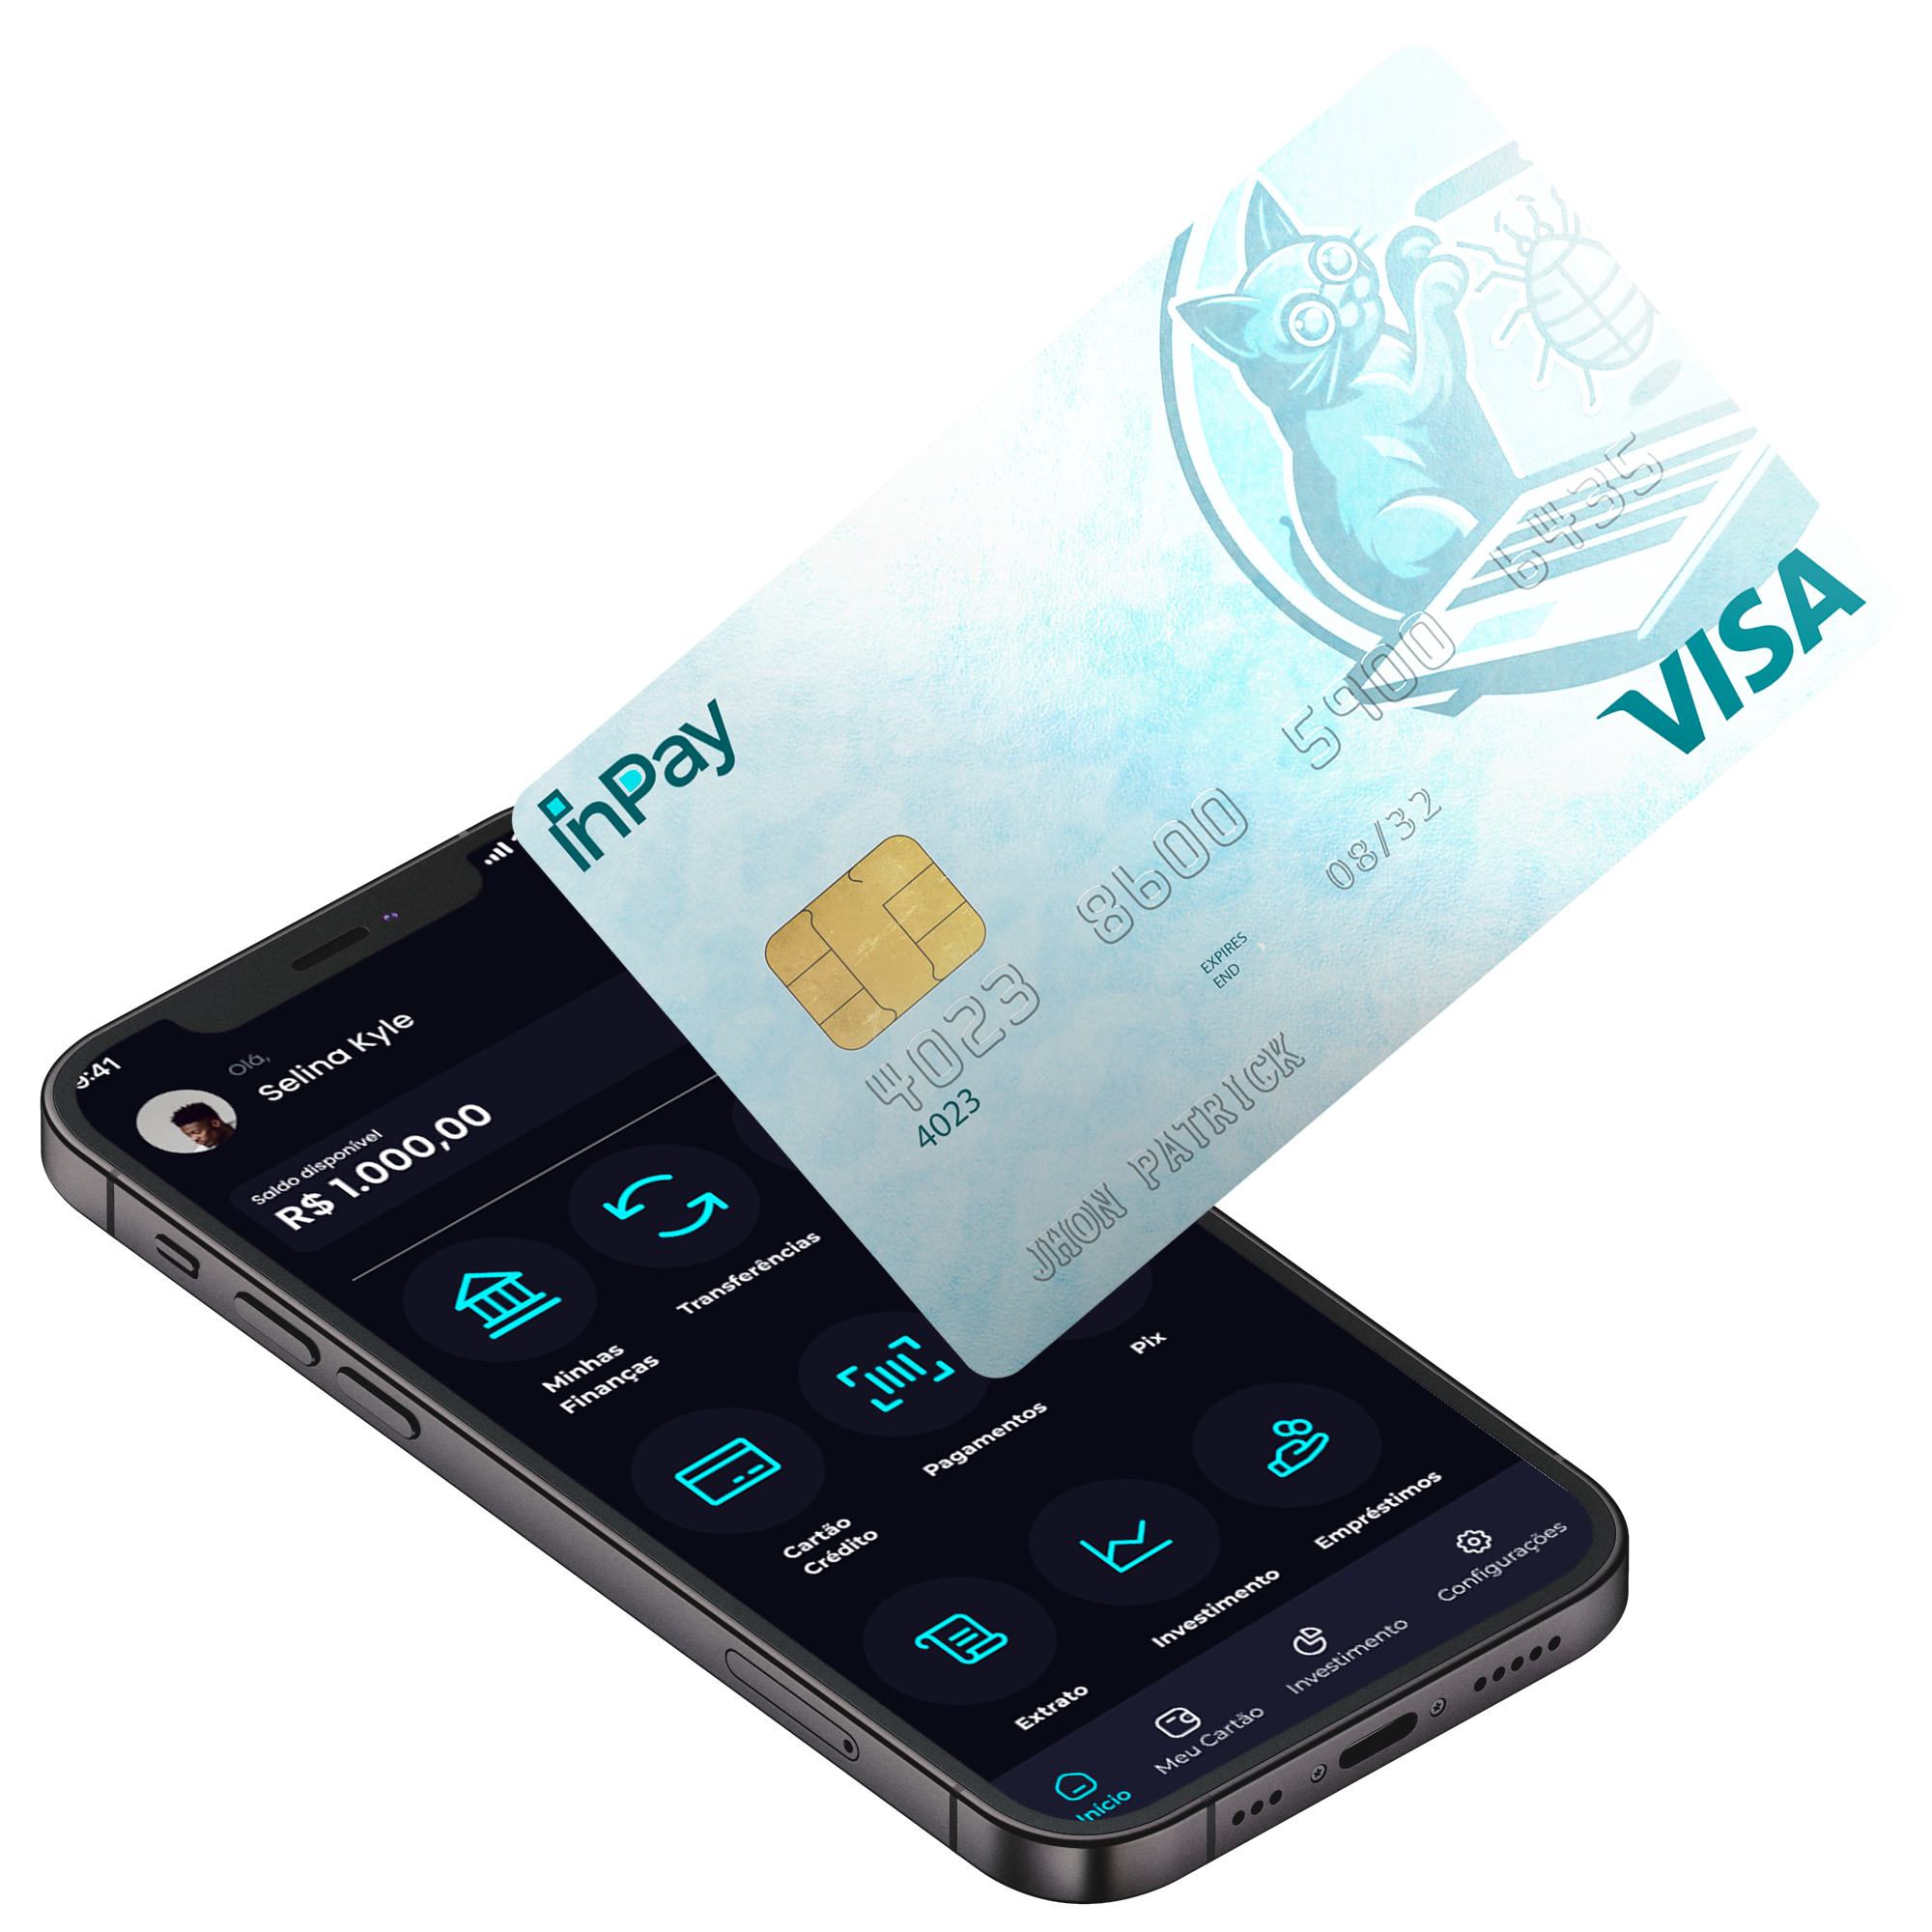 InPay
4023 8600 5900 6435
4023
EXPIRES
END
08/32
JHON PATRICK
VISA
9:41
Olá,
Selina Kyle
Saldo disponível
R$ 1.000,00
Minhas
Finanças
Transferências
Cartão
Crédito
Pagamentos
Pix
Extrato
Investimento
Empréstimos
Início
Meu Cartão
Investimento
Configurações